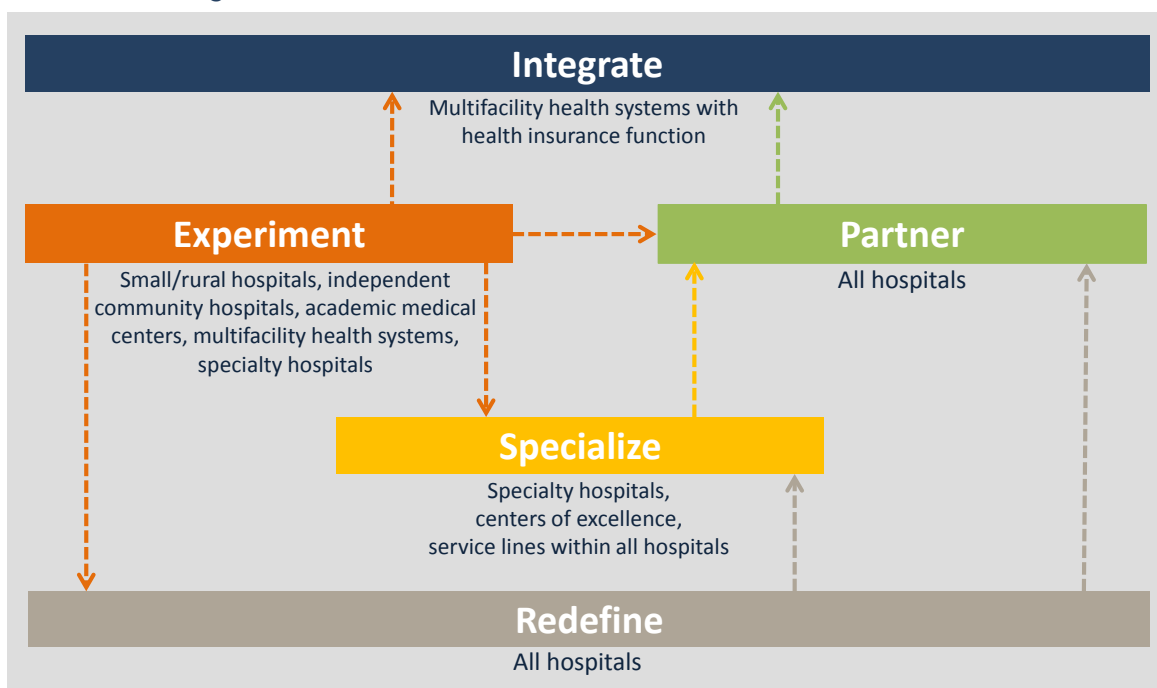 Integrate
Multifacility health systems with
health insurance function
Experiment
Partner
Small/rural hospitals, independent
community hospitals, academic medical
centers, multifacility health systems,
specialty hospitals
All hospitals
Specialize
Specialty hospitals,
centers of excellence,
service lines within all hospitals
Redefine
All hospitals